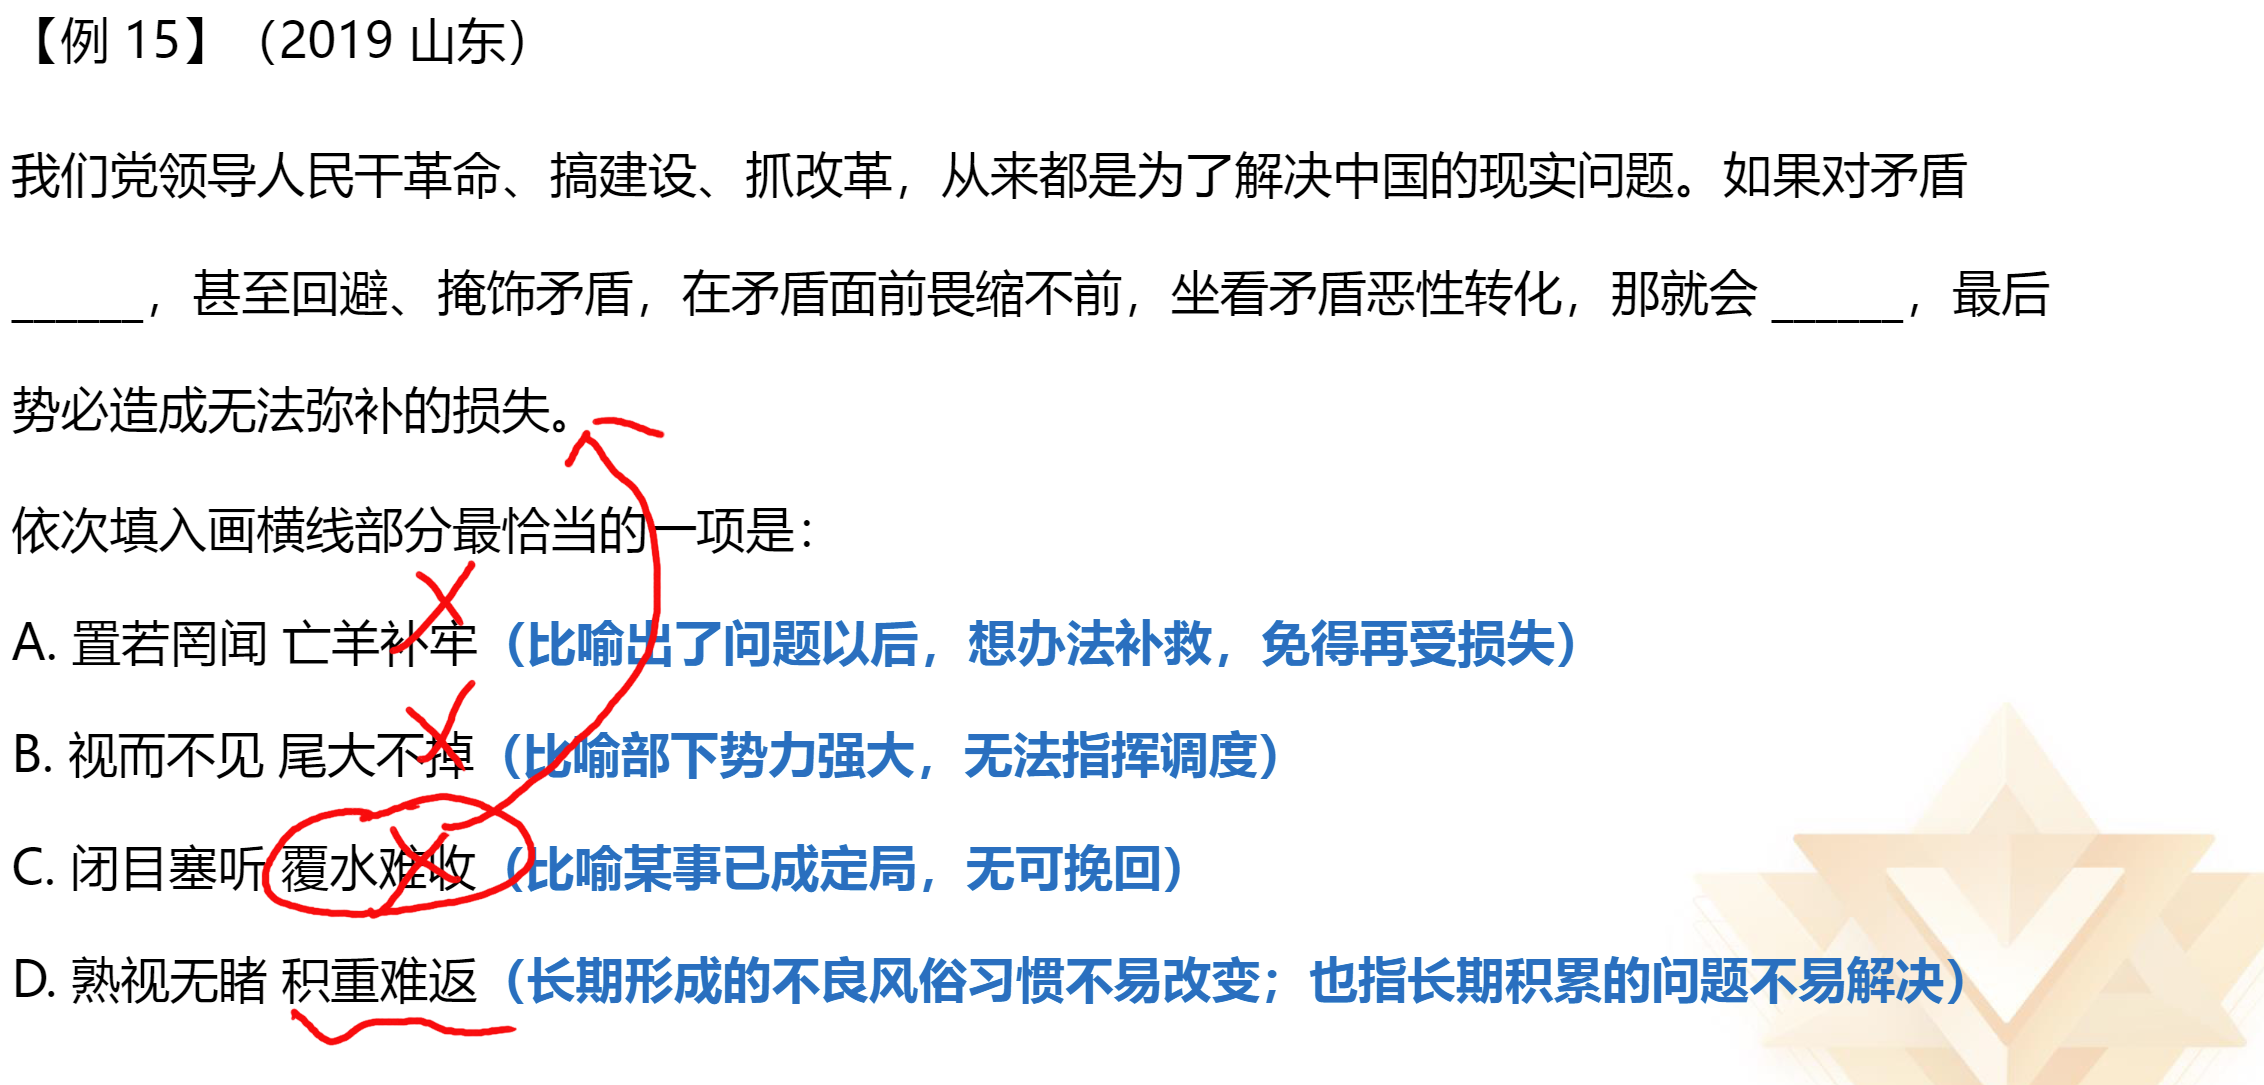 【例 15】（2019 山东）
我们党领导人民干革命、搞建设、抓改革，从来都是为了解决中国的现实问题。如果对矛盾
______，甚至回避、掩饰矛盾，在矛盾面前畏缩不前，坐看矛盾恶性转化，那就会 ______，最后
势必造成无法弥补的损失。
依次填入画横线部分最恰当的一项是：
A. 置若罔闻 亡羊补牢（比喻出了问题以后，想办法补救，免得再受损失）
B. 视而不见 尾大不掉（比喻部下势力强大，无法指挥调度）
C. 闭目塞听 覆水难收（比喻某事已成定局，无可挽回）
D. 熟视无睹 积重难返（长期形成的不良风俗习惯不易改变；也指长期积累的问题不易解决）